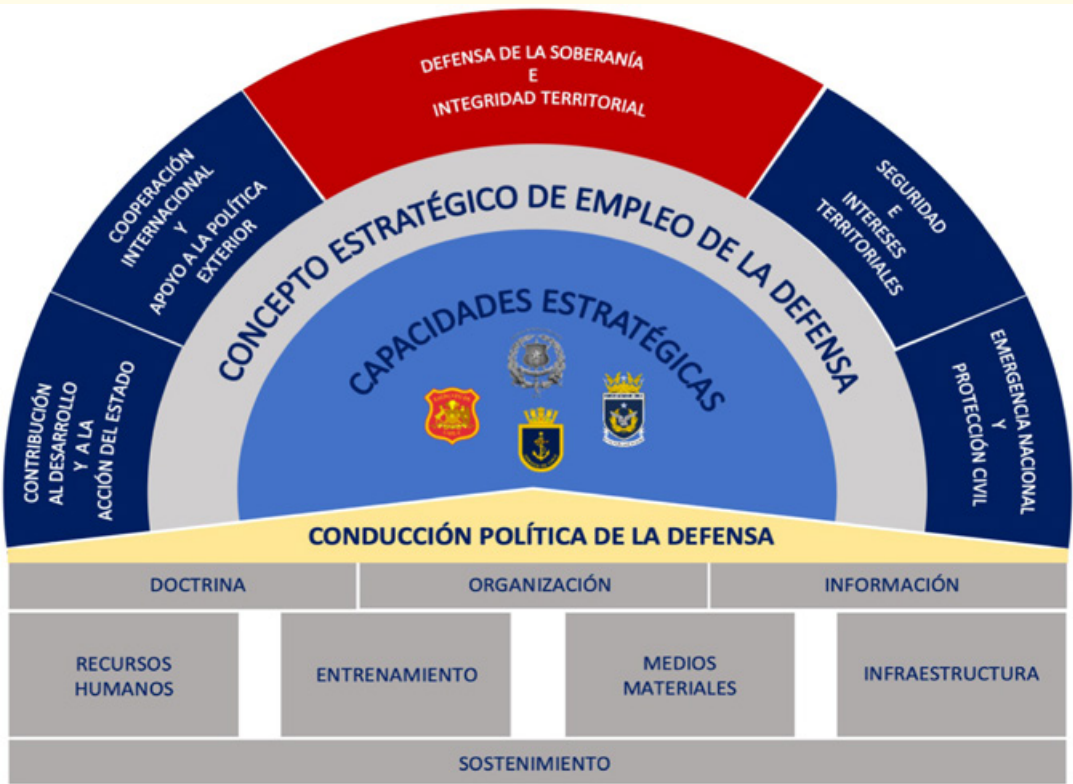 DEFENSA DE LA SOBERANÍA
E
INTEGRIDAD TERRITORIAL
COOPERACIÓN
INTERNACIONAL
Y
APOYO A LA POLÍTICA
EXTERIOR
SEGURIDAD
E
INTERESES
TERRITORIALES
CONTRIBUCIÓN
AL DESARROLLO
Y A LA
ACCIÓN DEL ESTADO
EMERGENCIA NACIONAL
Y
PROTECCIÓN CIVIL
CONCEPTO ESTRATÉGICO DE EMPLEO DE LA DEFENSA
CAPACIDADES ESTRATÉGICAS
CONDUCCIÓN POLÍTICA DE LA DEFENSA
DOCTRINA
ORGANIZACIÓN
INFORMACIÓN
RECURSOS
HUMANOS
ENTRENAMIENTO
MEDIOS
MATERIALES
INFRAESTRUCTURA
SOSTENIMIENTO